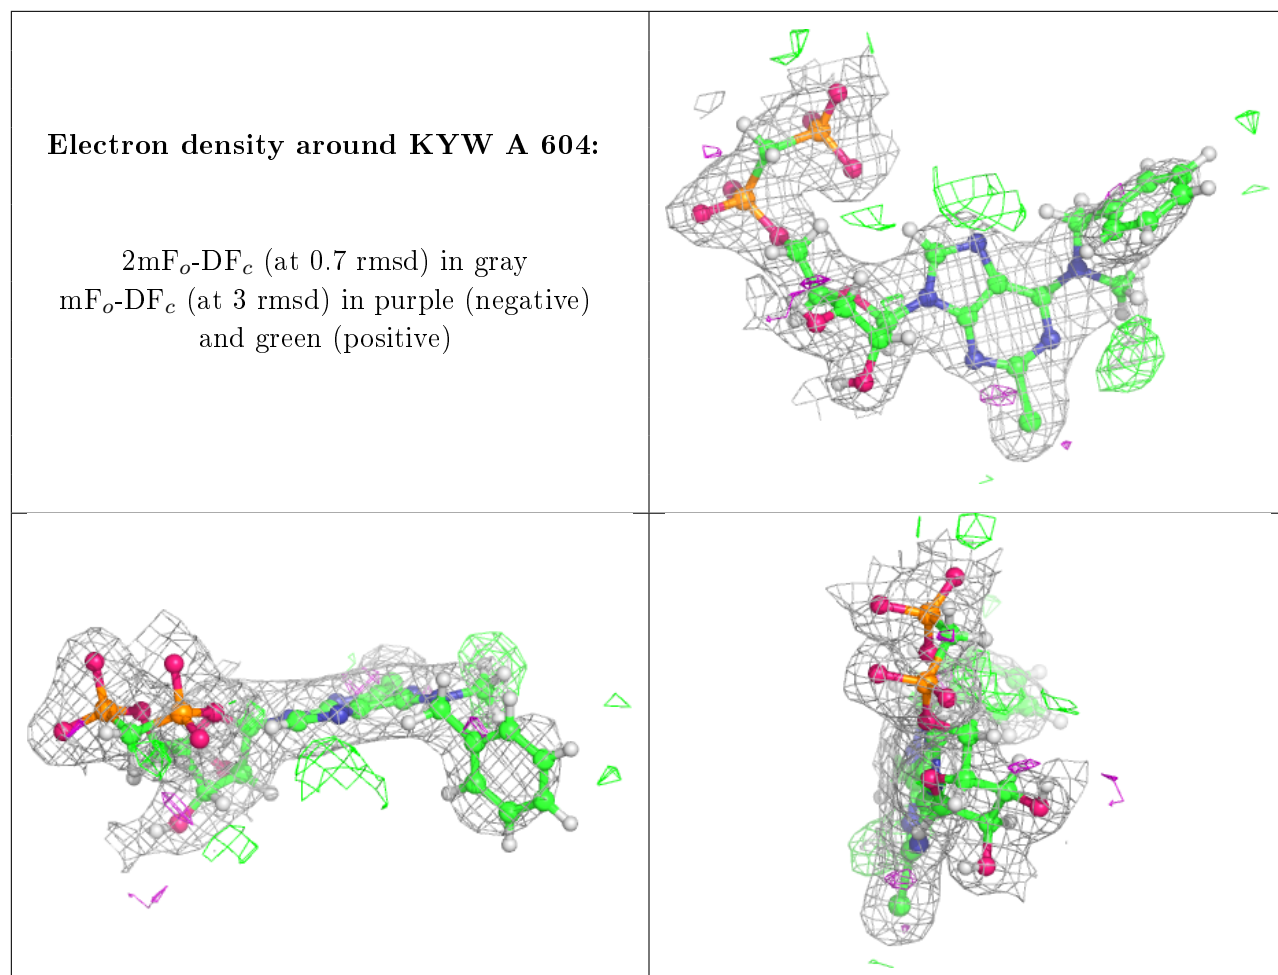 Electron density around KYW A 604:
2mFo-DFc (at 0.7 rmsd) in gray
mFo-DFc (at 3 rmsd) in purple (negative)
and green (positive)